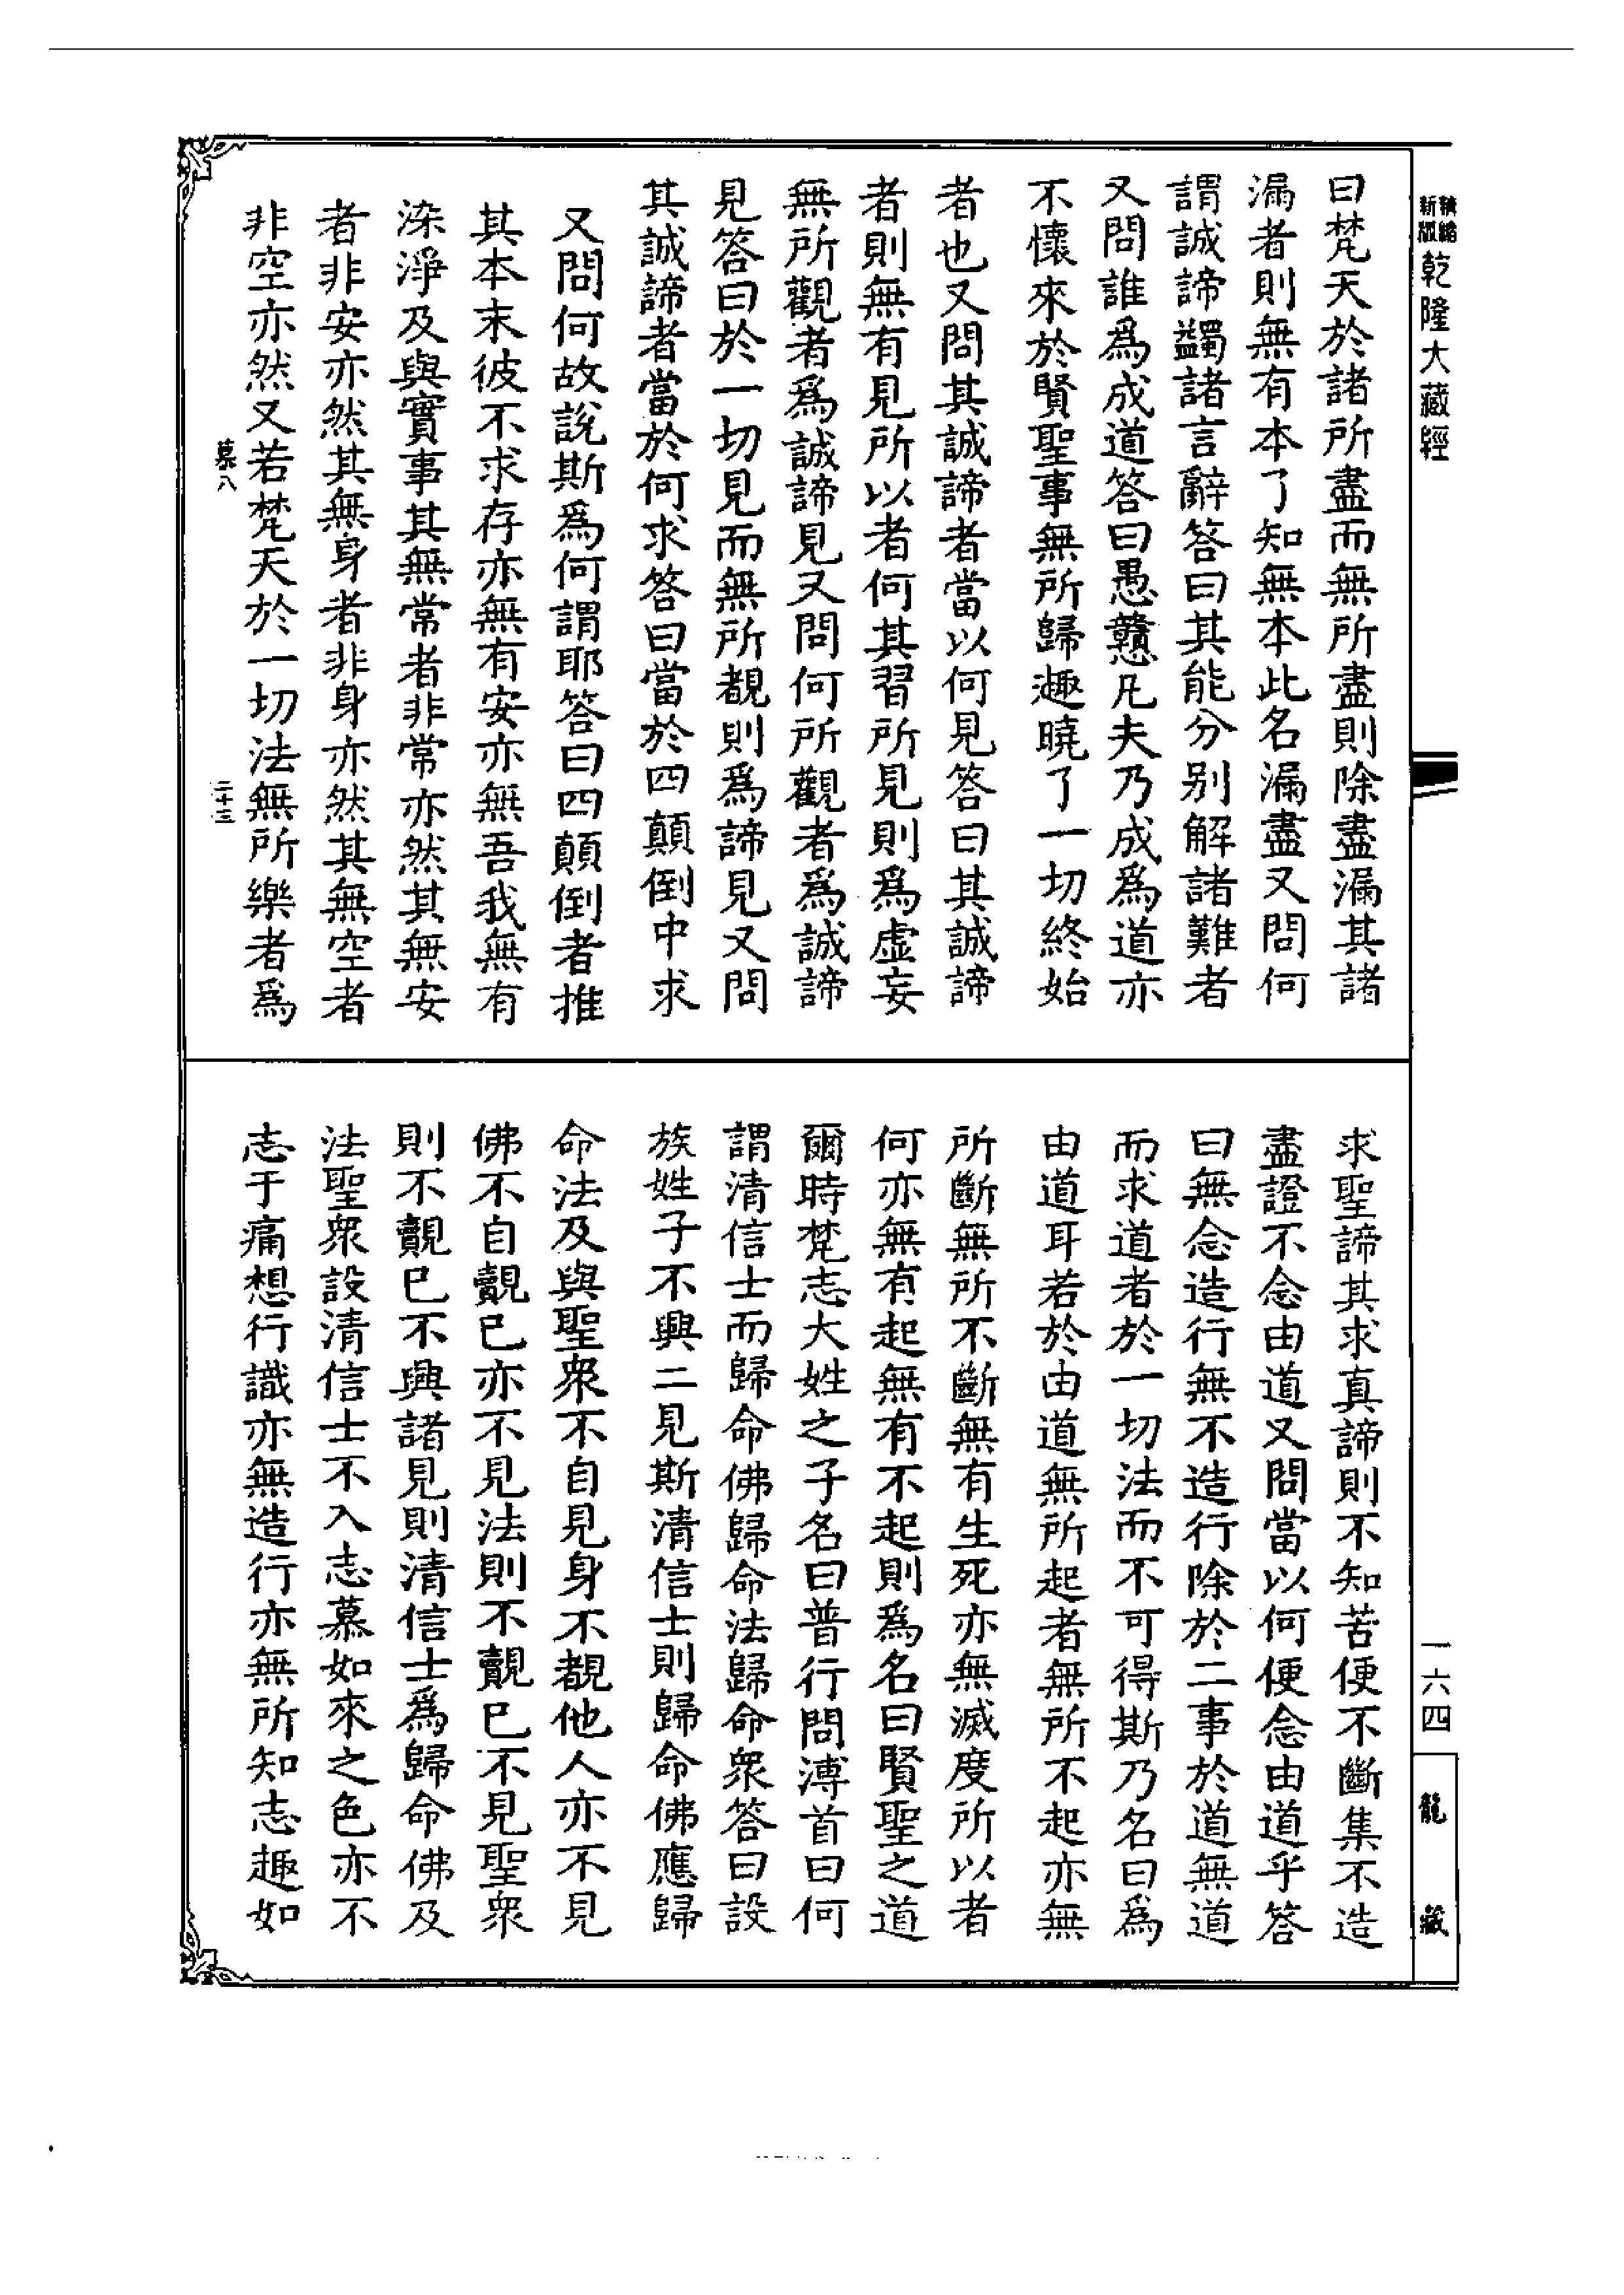 精縮新版乾隆大藏經
曰梵天於諸所盡而無所盡則除盡漏其諸
漏者則無有本了知無本此名漏盡又問何
謂誠諦蠲諸言辭答曰其能分別解諸難者
又問誰爲成道答曰愚戇凡夫乃成爲道亦
不懷來於賢聖事無所歸趣曉了一切終始
者也又問其誠諦者當以何見答曰其誠諦
者則無有見所以者何其習所見則爲虛妄
無所觀者爲誠諦見又問何所觀者爲誠諦
見答曰於一切見而無所覩則爲諦見又問
其誠諦者當於何求答曰當於四顛倒中求
又問何故說斯爲何謂耶答曰四顛倒者推
其本末彼不求存亦無有安亦無吾我無有
染淨及與實事其無常者非常亦然其無安
者非安亦然其無身者非身亦然其無空者
非空亦然又若梵天於一切法無所樂者爲
慕八
二十三
求聖諦其求真諦則不知苦便不斷集不造
盡證不念由道又問當以何便念由道乎答
曰無念造行無不造行除於二事於道無道
而求道者於一切法而不可得斯乃名曰爲
由道耳若於由道無所起者無所不起亦無
所斷無所不斷無有生死亦無滅度所以者
何亦無有起無有不起則爲名曰賢聖之道
爾時梵志大姓之子名曰普行問溥首曰何
謂清信士而歸命佛歸命法歸命衆答曰設
族姓子不興二見斯清信士則歸命佛應歸
命法及與聖衆不自見身不覩他人亦不見
佛不自覿已亦不見法則不覿已不見聖衆
則不覿已不興諸見則清信士爲歸命佛及
法聖衆設清信士不入志慕如來之色亦不
志于痛想行識亦無造行亦無所知志趣如
一六四
龍藏